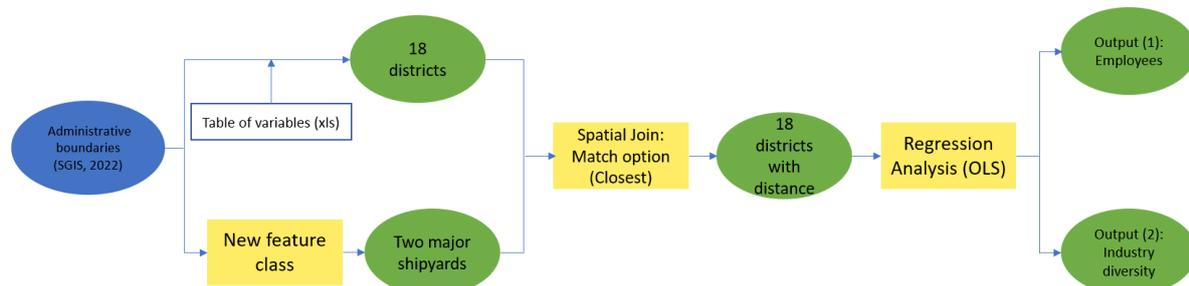 Administrative
boundaries
(SGIS, 2022)
18
districts
Table of variables (xls)
New feature
class
Two major
shipyards
Spatial Join:
Match option
(Closest)
18
districts
with
distance
Regression
Analysis (OLS)
Output (1):
Employees
Output (2):
Industry
diversity